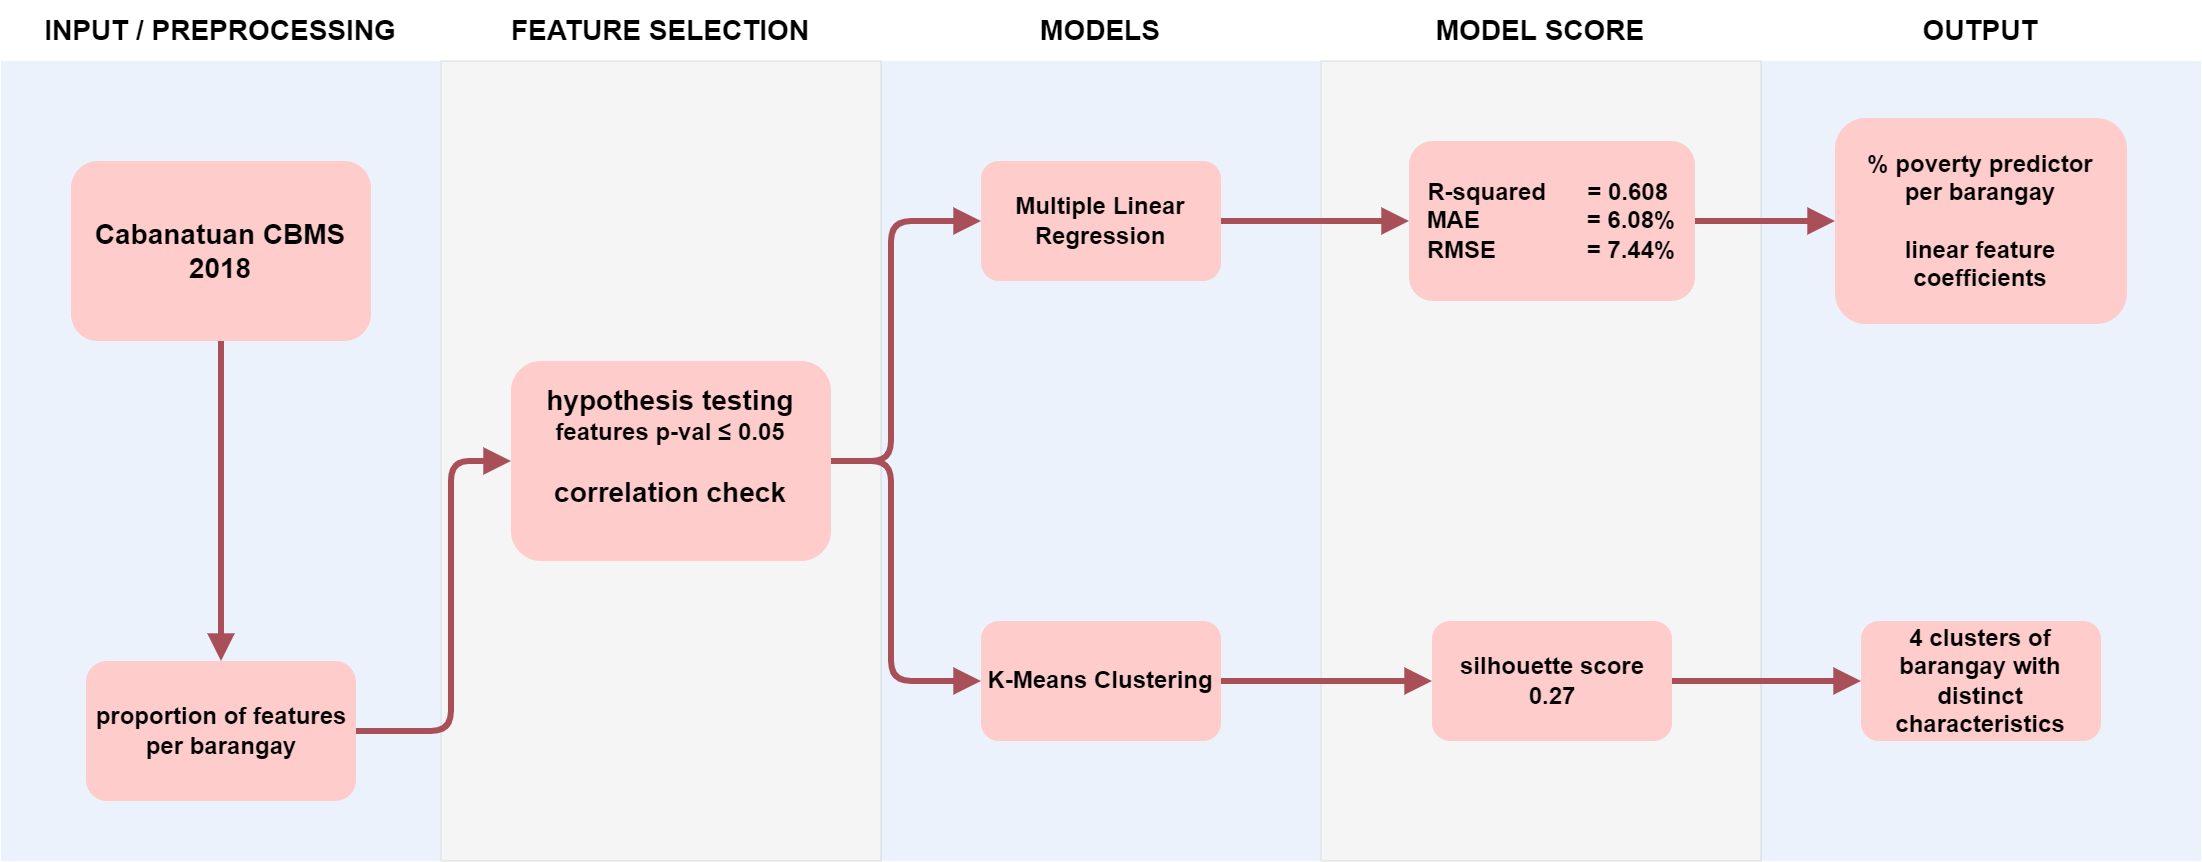 INPUT / PREPROCESSING
FEATURE SELECTION
MODELS
MODEL SCORE
OUTPUT
Cabanatuan CBMS
2018
proportion of features
per barangay
hypothesis testing
features p-val ≤ 0.05
correlation check
Multiple Linear
Regression
R-squared = 0.608
MAE = 6.08%
RMSE = 7.44%
% poverty predictor
per barangay
linear feature
coefficients
K-Means Clustering
silhouette score
0.27
4 clusters of
barangay with
distinct
characteristics